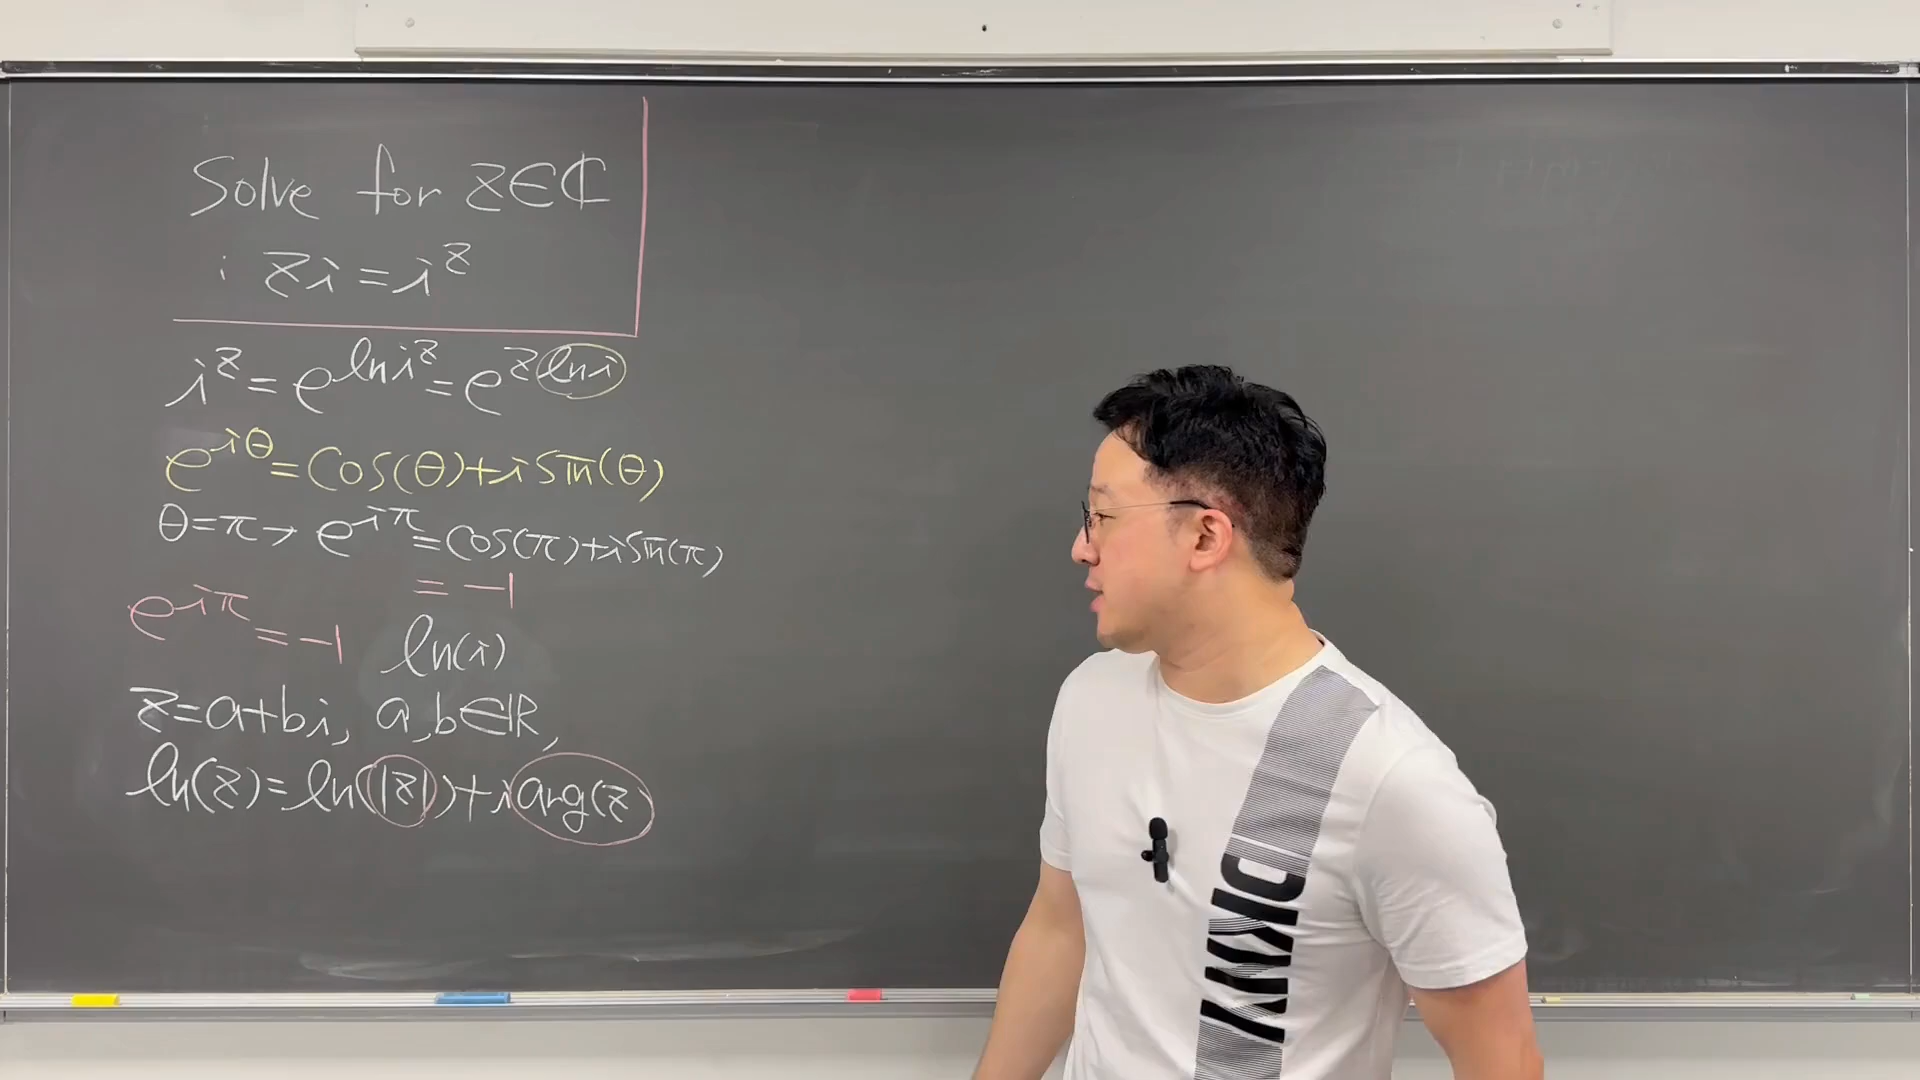 Solve for z∈ℂ
: zi = i^z
i^z = e^{ln i^z} = e^{z ln i}
e^{iθ} = cos(θ)+i sin(θ)
θ=π → e^{iπ} = cos(π)+i sin(π)
= -1
e^{iπ} = -1
ln(i)
z=a+bi, a,b∈ℝ,
ln(z)=ln(|z|)+i arg(z)
DKNY